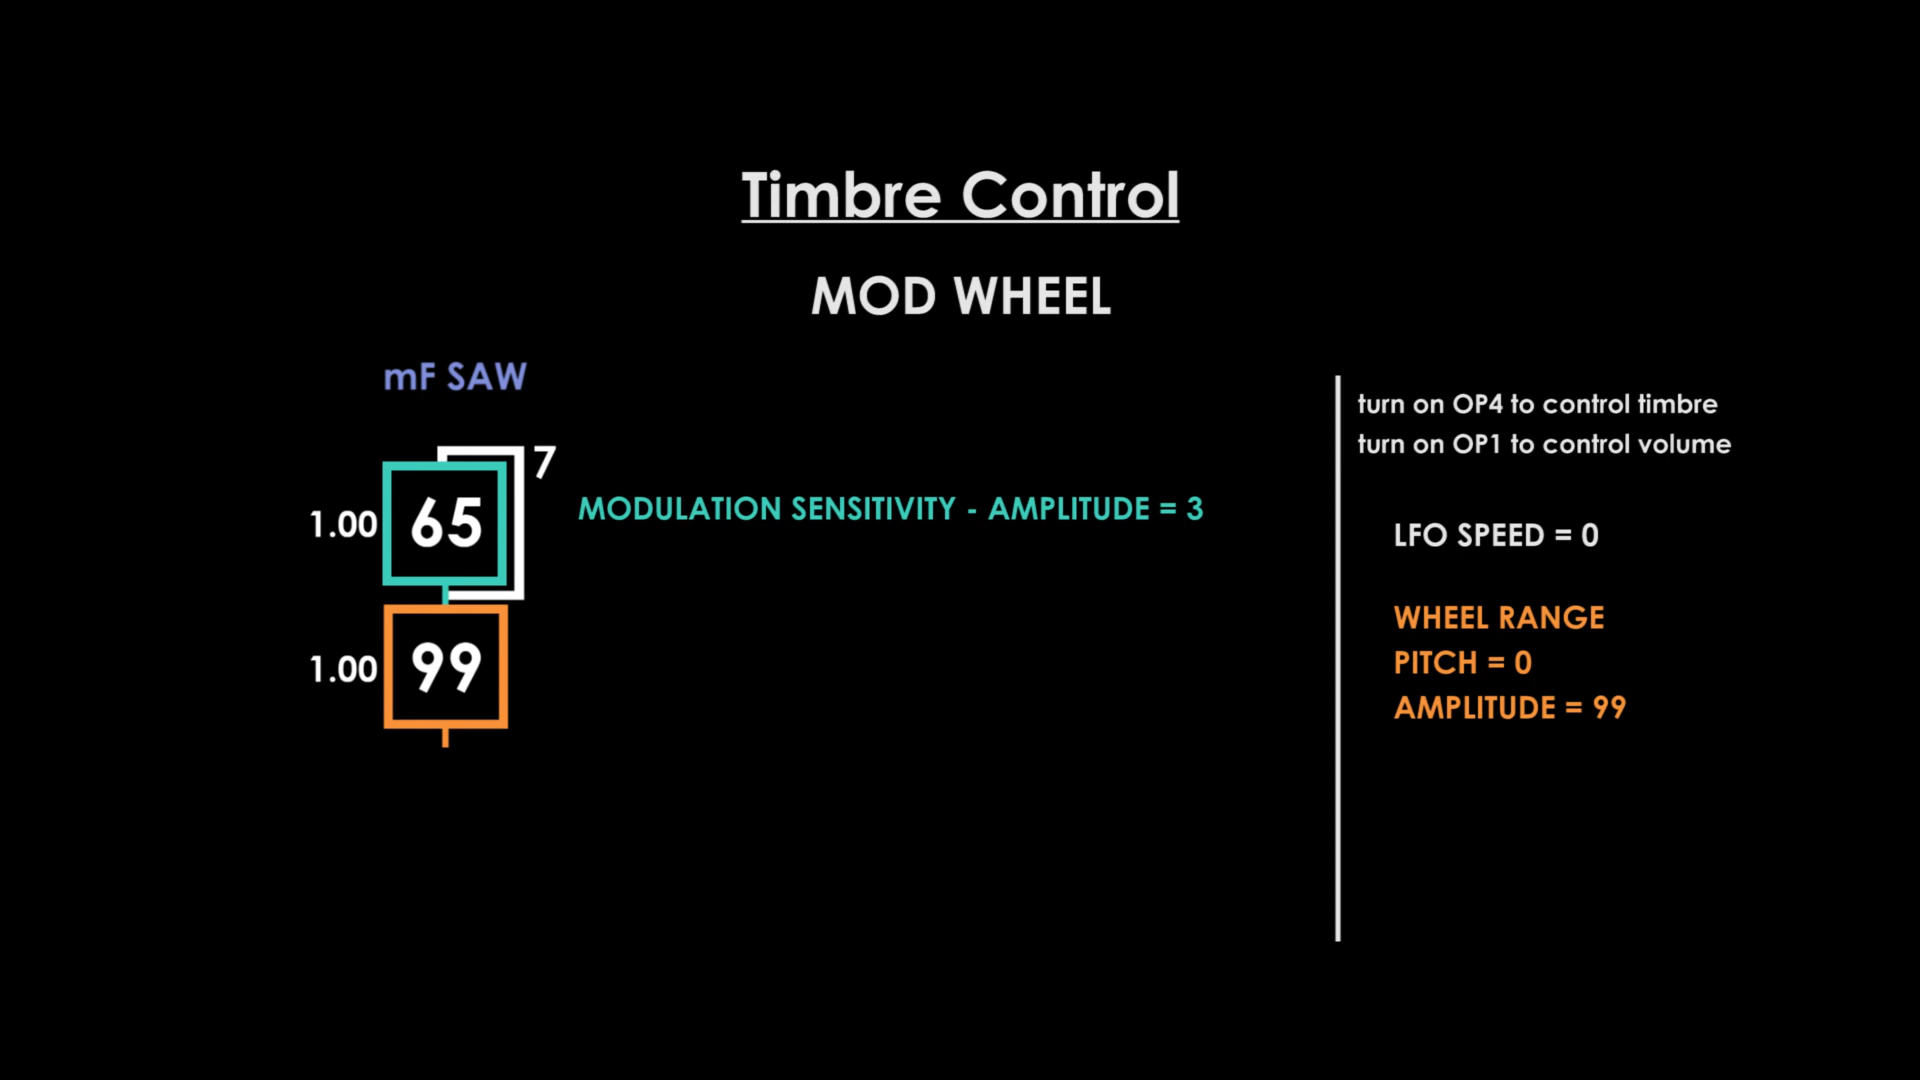 Timbre Control
MOD WHEEL
mF SAW
7
1.00
65
MODULATION SENSITIVITY - AMPLITUDE = 3
1.00
99
turn on OP4 to control timbre
turn on OP1 to control volume
LFO SPEED = 0
WHEEL RANGE
PITCH = 0
AMPLITUDE = 99